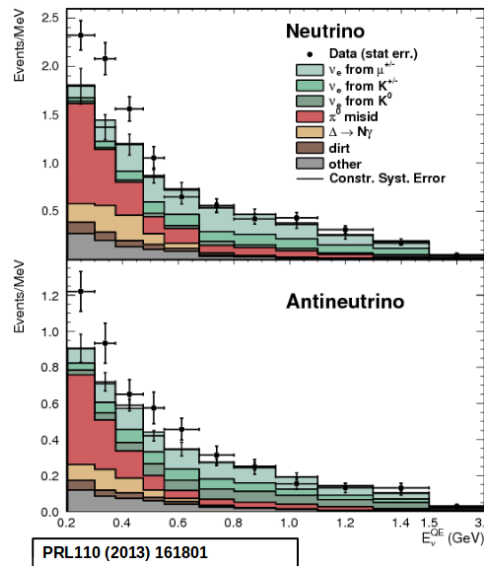 Events/MeV
2.5
2.0
1.5
1.0
0.5
Neutrino
Data (stat err.)
νe from μ+/-
νe from K+/-
νe from K0
π0 misid
Δ → Nγ
dirt
other
Constr. Syst. Error
Events/MeV
1.2
1.0
0.8
0.6
0.4
0.2
0.0
Antineutrino
0.2 0.4 0.6 0.8 1.0 1.2 1.4 1.5 3.
EνQE (GeV)
PRL110 (2013) 161801